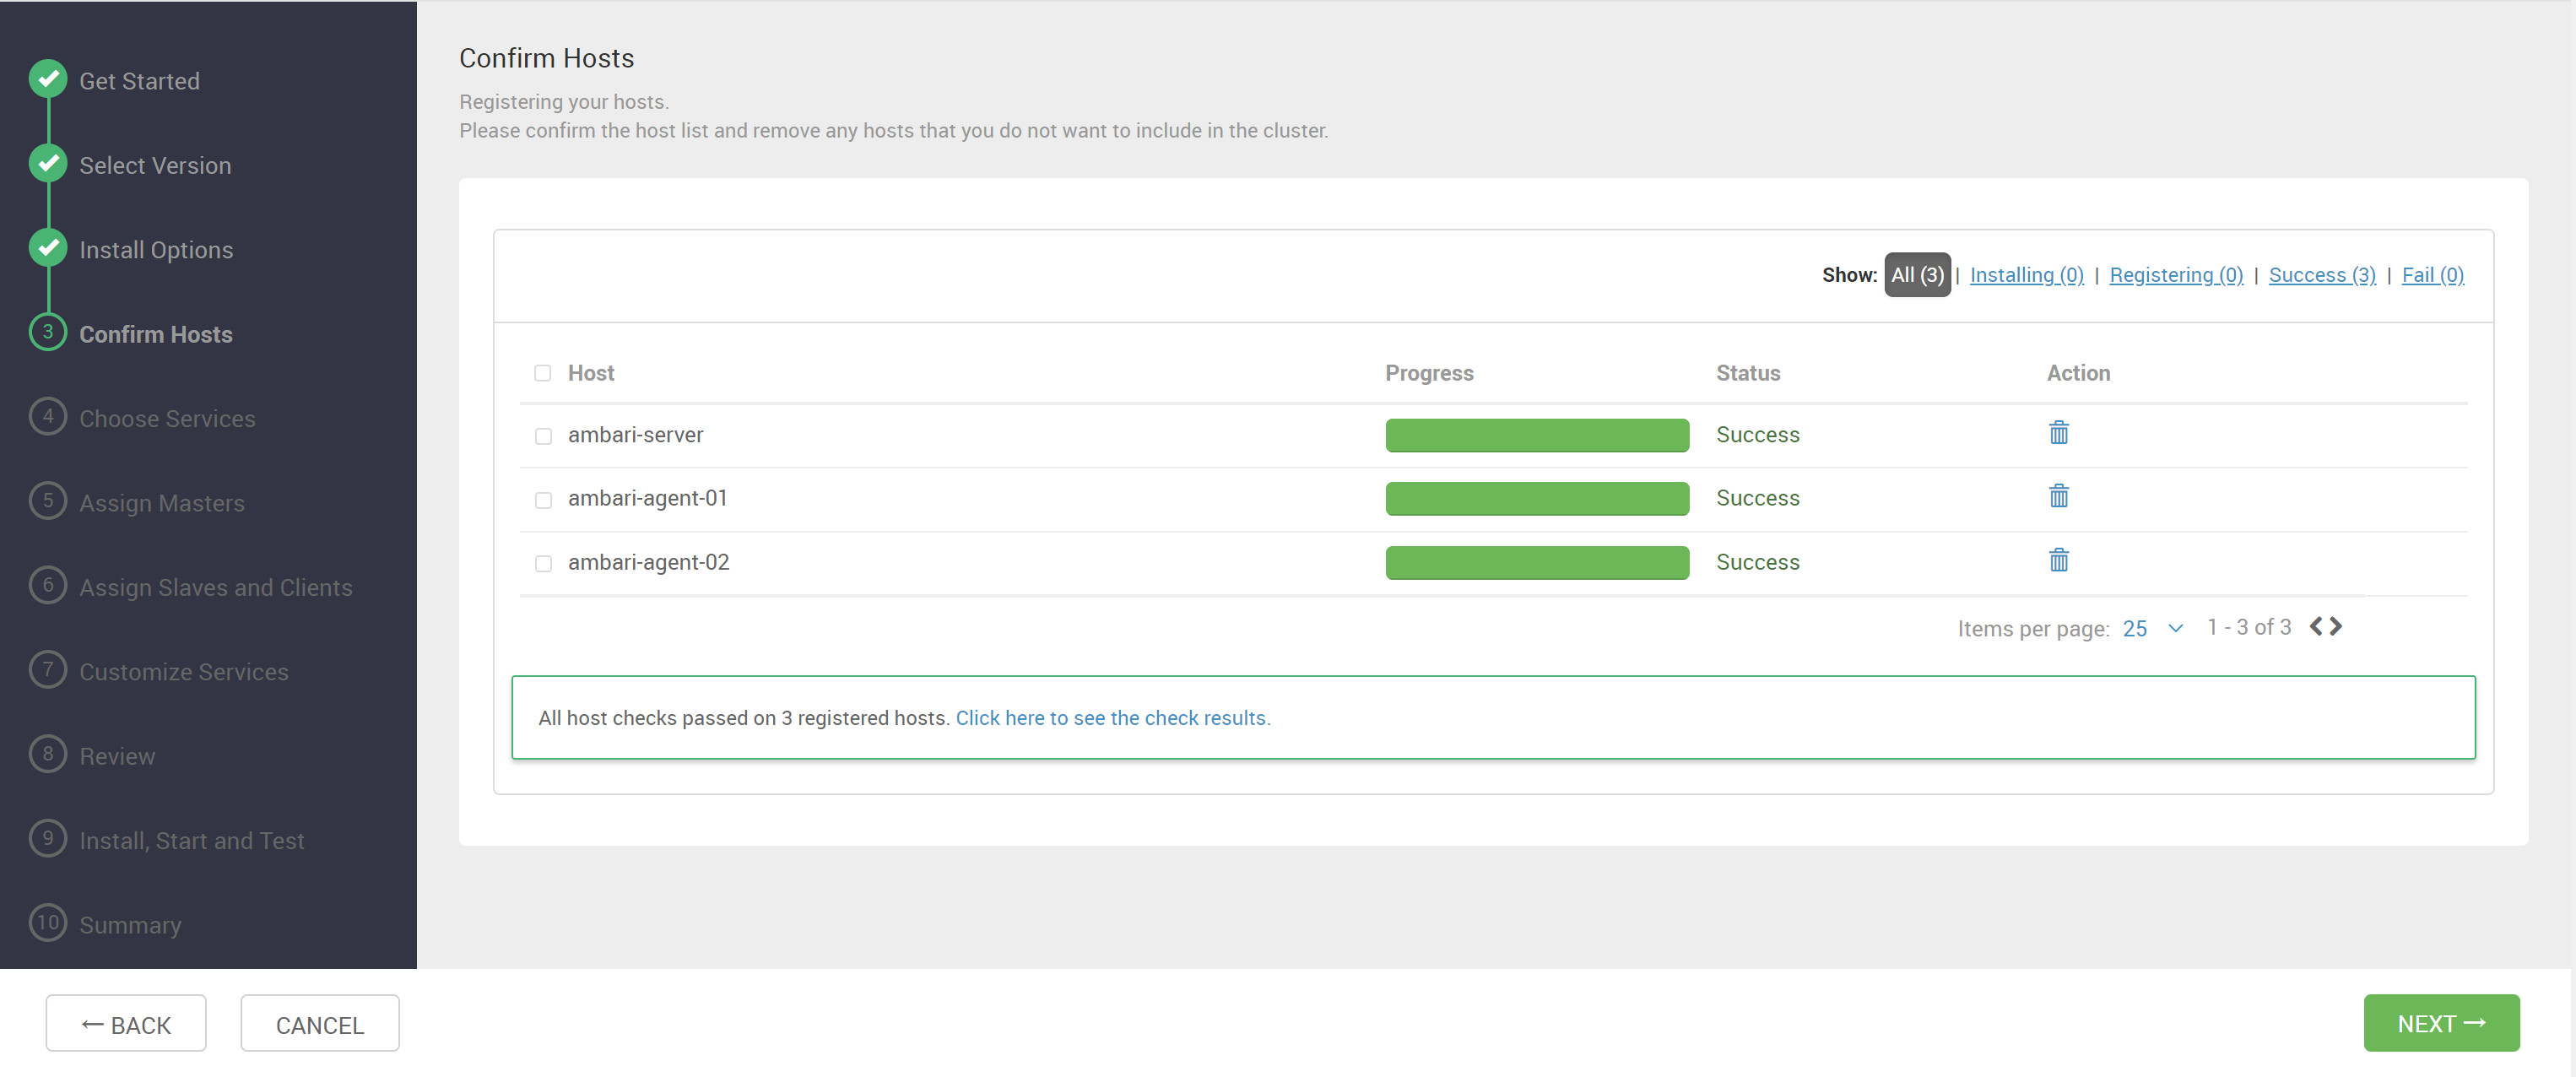 Get Started
Select Version
Install Options
3 Confirm Hosts
4 Choose Services
5 Assign Masters
6 Assign Slaves and Clients
7 Customize Services
8 Review
9 Install, Start and Test
10 Summary
Confirm Hosts
Registering your hosts.
Please confirm the host list and remove any hosts that you do not want to include in the cluster.
Show: All (3) | Installing (0) | Registering (0) | Success (3) | Fail (0)
Host Progress Status Action
ambari-server Success
ambari-agent-01 Success
ambari-agent-02 Success
Items per page: 25 1 - 3 of 3
All host checks passed on 3 registered hosts. Click here to see the check results.
← BACK CANCEL NEXT →